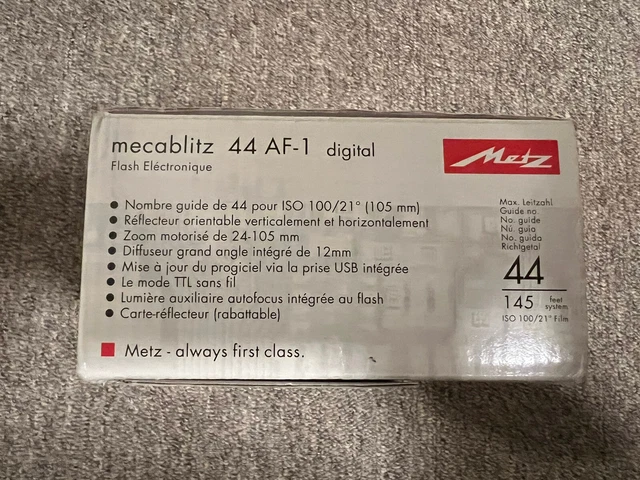 mecablitz 44 AF-1 digital
Flash Eléctronique
Metz
• Nombre guide de 44 pour ISO 100/21° (105 mm)
• Réflecteur orientable verticalement et horizontalement
• Zoom motorisé de 24-105 mm
• Diffuseur grand angle intégré de 12mm
• Mise à jour du progiciel via la prise USB intégrée
• Le mode TTL sans fil
• Lumière auxiliaire autofocus intégrée au flash
• Carte-réflecteur (rabattable)
Metz - always first class.
Max. Leitzahl
Guide no.
No. guide
Nú. guia
No. guida
Richtgetal
44
145 feet system
ISO 100/21° Film